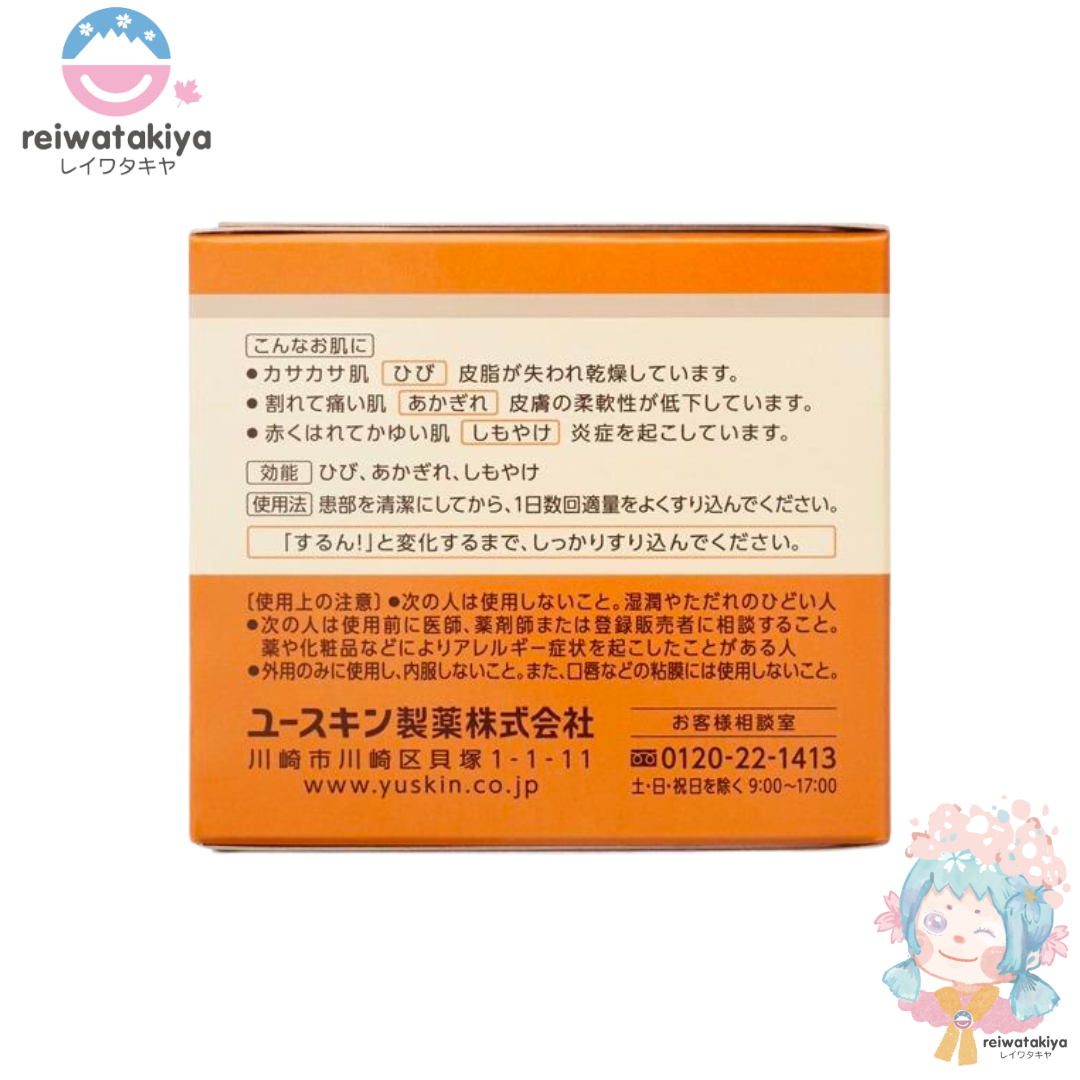 reiwatakiya
レイワタキヤ
こんなお肌に
●カサカサ肌 ひび 皮脂が失われ乾燥しています。
●割れて痛い肌 あかぎれ 皮膚の柔軟性が低下しています。
●赤くはれてかゆい肌 しもやけ 炎症を起こしています。
効能 ひび、あかぎれ、しもやけ
使用法 患部を清潔にしてから、1日数回適量をよくすり込んでください。
「するん!」と変化するまで、しっかりすり込んでください。
〔使用上の注意〕●次の人は使用しないこと。湿潤やただれのひどい人
●次の人は使用前に医師、薬剤師または登録販売者に相談すること。
薬や化粧品などによりアレルギー症状を起こしたことがある人
●外用のみに使用し、内服しないこと。また、口唇などの粘膜には使用しないこと。
ユースキン製薬株式会社
川崎市川崎区貝塚1-1-11
www.yuskin.co.jp
お客様相談室
0120-22-1413
土・日・祝日を除く 9:00〜17:00
reiwatakiya
レイワタキヤ